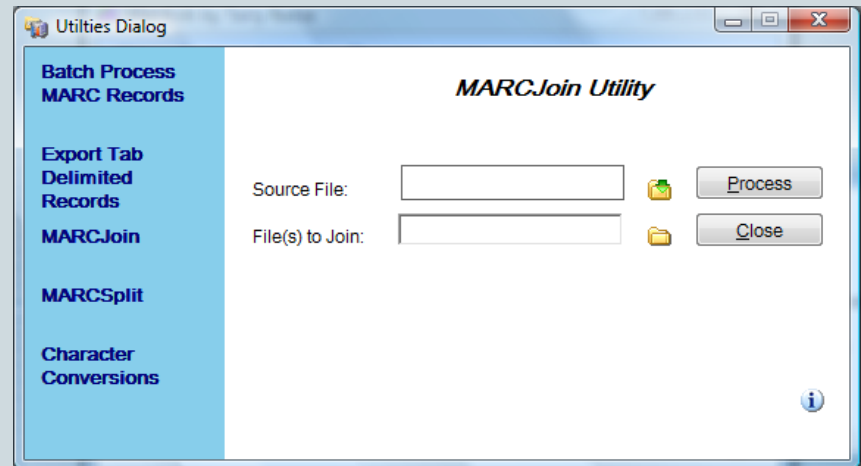 Utilties Dialog
Batch Process
MARC Records
Export Tab
Delimited
Records
MARCJoin
MARCSplit
Character
Conversions
MARCJoin Utility
Source File:
Process
File(s) to Join:
Close